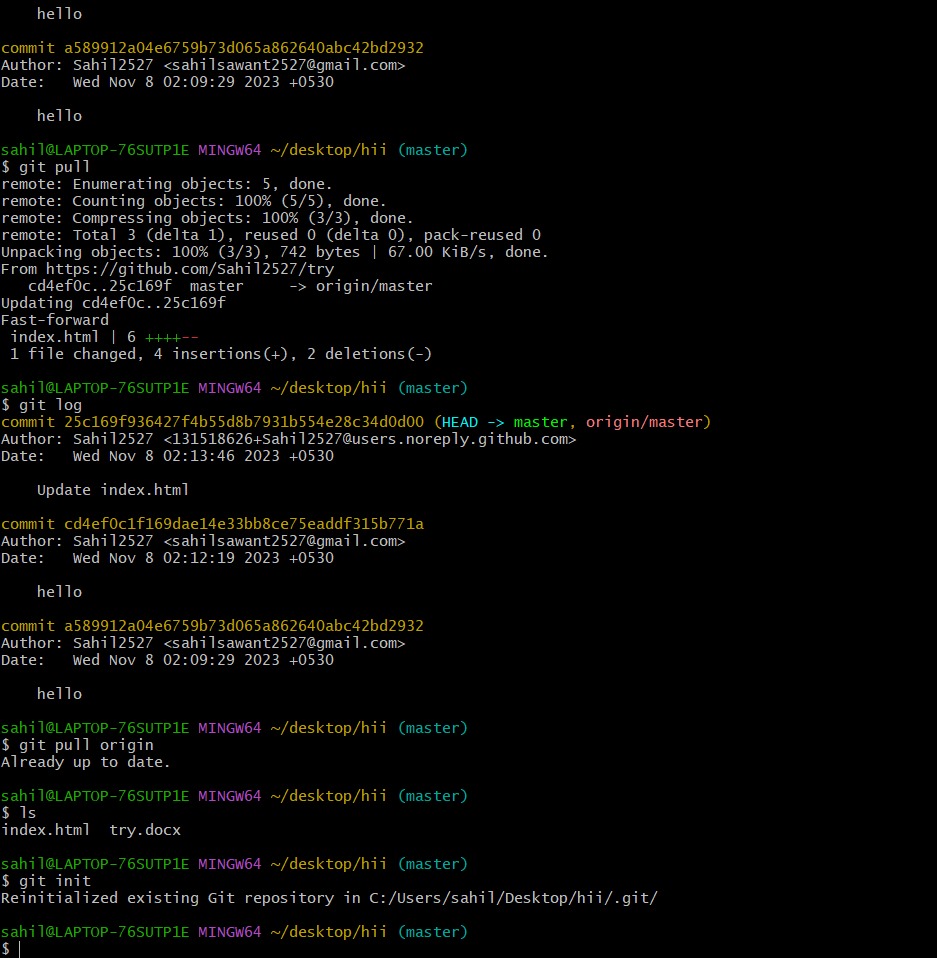 hello

commit a589912a04e6759b73d065a862640abc42bd2932
Author: Sahil2527 <sahilsawant2527@gmail.com>
Date:   Wed Nov 8 02:09:29 2023 +0530

    hello

sahil@LAPTOP-76SUTP1E MINGW64 ~/desktop/hii (master)
$ git pull
remote: Enumerating objects: 5, done.
remote: Counting objects: 100% (5/5), done.
remote: Compressing objects: 100% (3/3), done.
remote: Total 3 (delta 1), reused 0 (delta 0), pack-reused 0
Unpacking objects: 100% (3/3), 742 bytes | 67.00 KiB/s, done.
From https://github.com/Sahil2527/try
   cd4ef0c..25c169f  master     -> origin/master
Updating cd4ef0c..25c169f
Fast-forward
 index.html | 6 ++++--
 1 file changed, 4 insertions(+), 2 deletions(-)

sahil@LAPTOP-76SUTP1E MINGW64 ~/desktop/hii (master)
$ git log
commit 25c169f936427f4b55d8b7931b554e28c34d0d00 (HEAD -> master, origin/master)
Author: Sahil2527 <131518626+Sahil2527@users.noreply.github.com>
Date:   Wed Nov 8 02:13:46 2023 +0530

    Update index.html

commit cd4ef0c1f169dae14e33bb8ce75eaddf315b771a
Author: Sahil2527 <sahilsawant2527@gmail.com>
Date:   Wed Nov 8 02:12:19 2023 +0530

    hello

commit a589912a04e6759b73d065a862640abc42bd2932
Author: Sahil2527 <sahilsawant2527@gmail.com>
Date:   Wed Nov 8 02:09:29 2023 +0530

    hello

sahil@LAPTOP-76SUTP1E MINGW64 ~/desktop/hii (master)
$ git pull origin
Already up to date.

sahil@LAPTOP-76SUTP1E MINGW64 ~/desktop/hii (master)
$ ls
index.html  try.docx

sahil@LAPTOP-76SUTP1E MINGW64 ~/desktop/hii (master)
$ git init
Reinitialized existing Git repository in C:/Users/sahil/Desktop/hii/.git/

sahil@LAPTOP-76SUTP1E MINGW64 ~/desktop/hii (master)
$